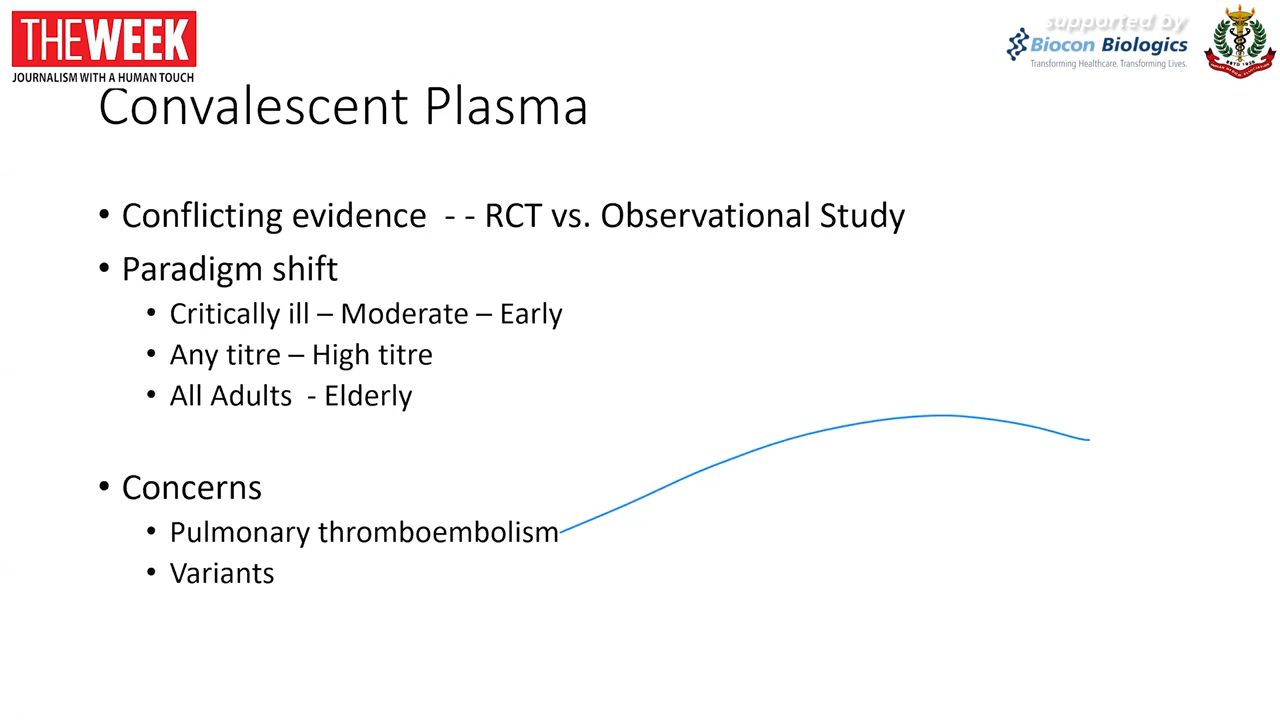 THE WEEK
JOURNALISM WITH A HUMAN TOUCH
supported by
Biocon Biologics
Transforming Healthcare. Transforming Lives.
Convalescent Plasma
• Conflicting evidence - - RCT vs. Observational Study
• Paradigm shift
• Critically ill – Moderate – Early
• Any titre – High titre
• All Adults - Elderly
• Concerns
• Pulmonary thromboembolism
• Variants